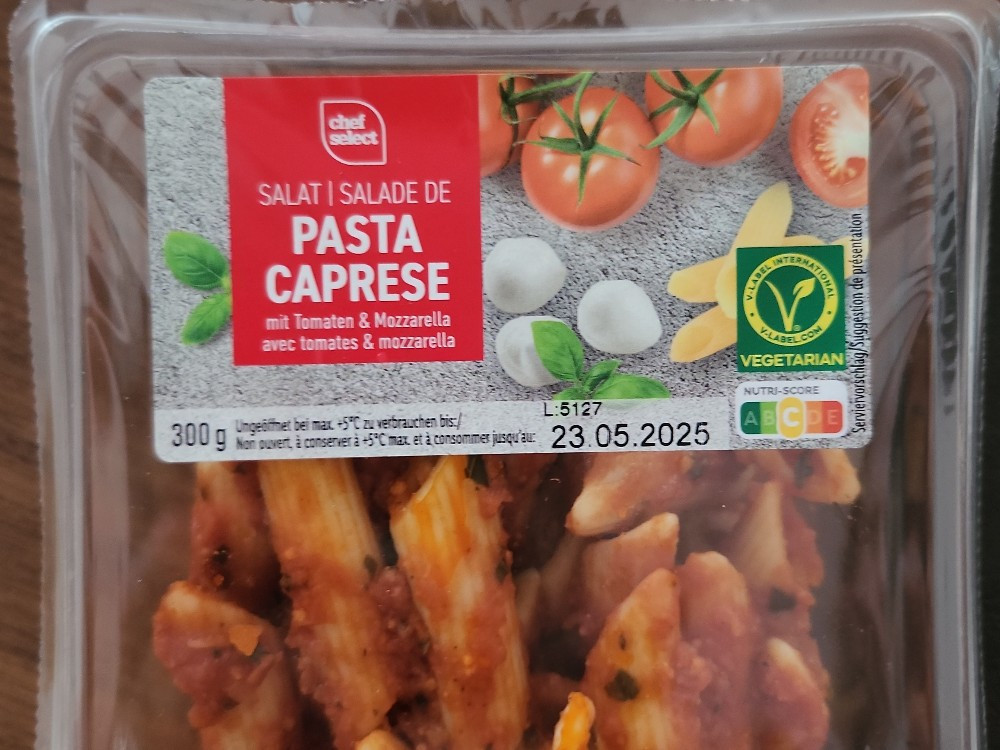 chef
select
SALAT | SALADE DE
PASTA
CAPRESE
mit Tomaten & Mozzarella
avec tomates & mozzarella
V-LABEL INTERNATIONAL
V-LABEL.COM
VEGETARIAN
NUTRI-SCORE
A B C D E
Serviervorschlag/Suggestion de présentation
300 g
Ungeöffnet bei max. +5°C zu verbrauchen bis:/
Non ouvert, à conserver à +5°C max. et à consommer jusqu'au:
L:5127
23.05.2025